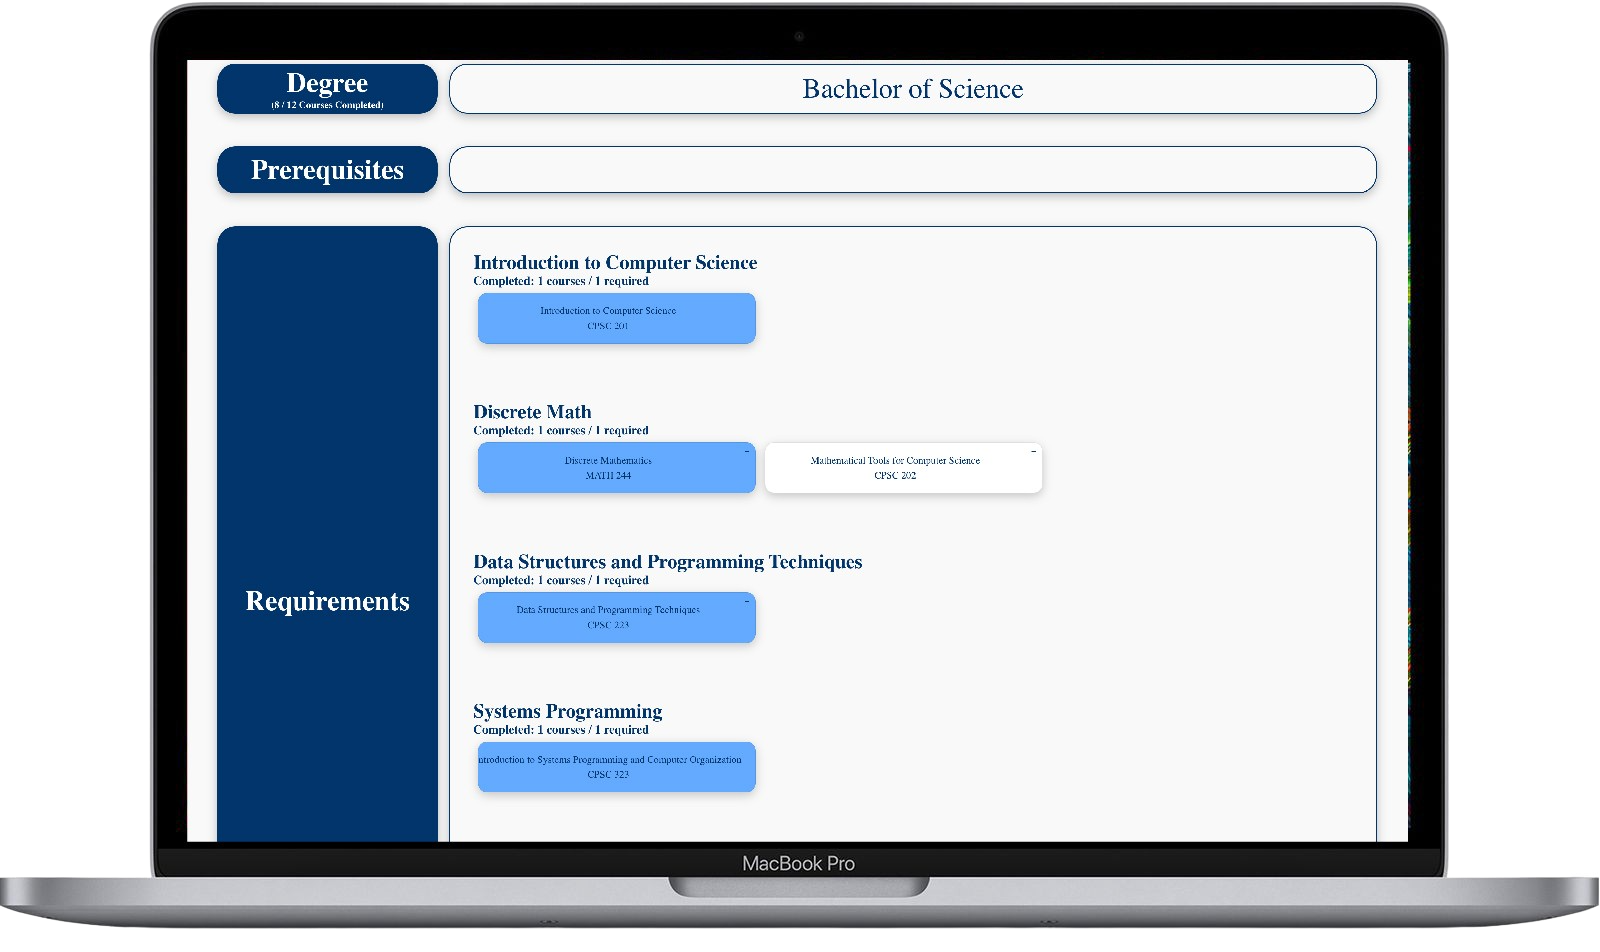 Degree
(8 / 12 Courses Completed)
Bachelor of Science
Prerequisites
Requirements
Introduction to Computer Science
Completed: 1 courses / 1 required
Introduction to Computer Science
CPSC 201
Discrete Math
Completed: 1 courses / 1 required
Discrete Mathematics
MATH 244
Mathematical Tools for Computer Science
CPSC 202
Data Structures and Programming Techniques
Completed: 1 courses / 1 required
Data Structures and Programming Techniques
CPSC 223
Systems Programming
Completed: 1 courses / 1 required
ntroduction to Systems Programming and Computer Organization
CPSC 323
MacBook Pro